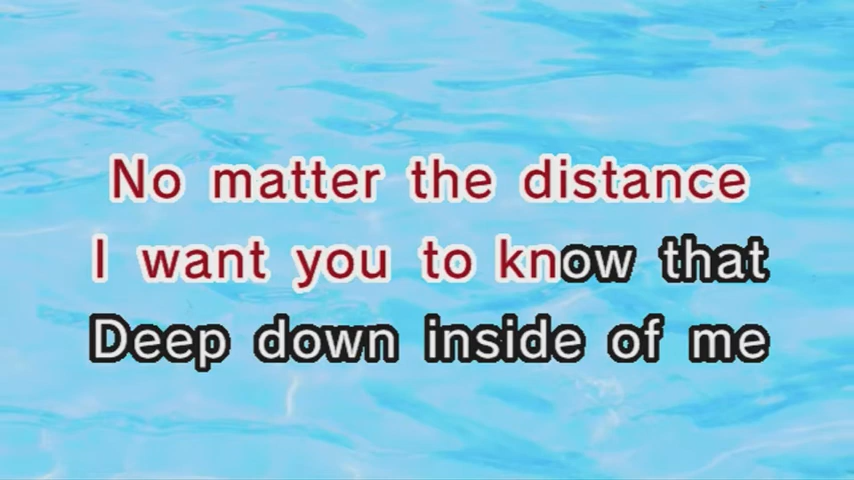 No matter the distance
I want you to know that
Deep down inside of me